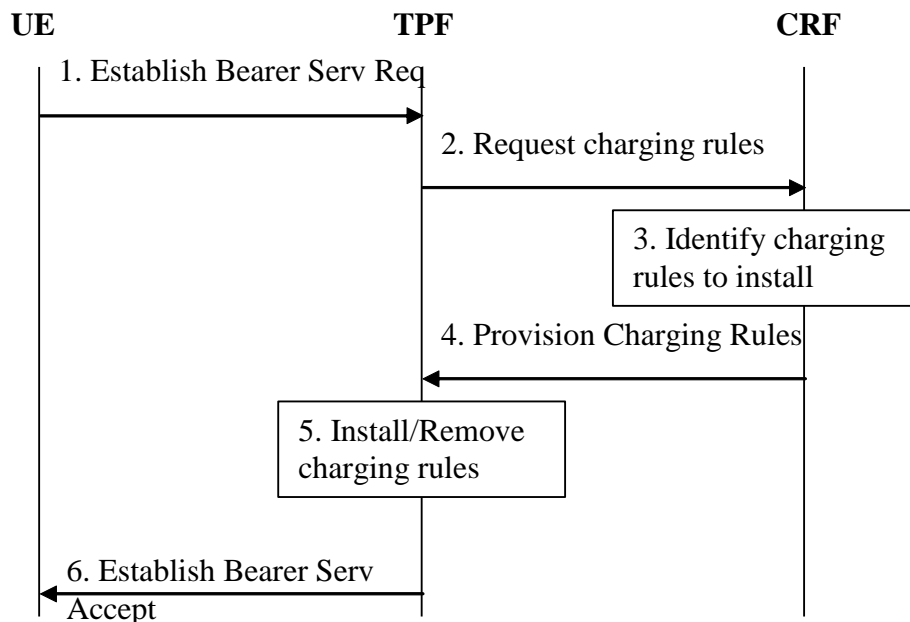 UE TPF CRF
1. Establish Bearer Serv Req
2. Request charging rules
3. Identify charging
rules to install
4. Provision Charging Rules
5. Install/Remove
charging rules
6. Establish Bearer Serv
Accept